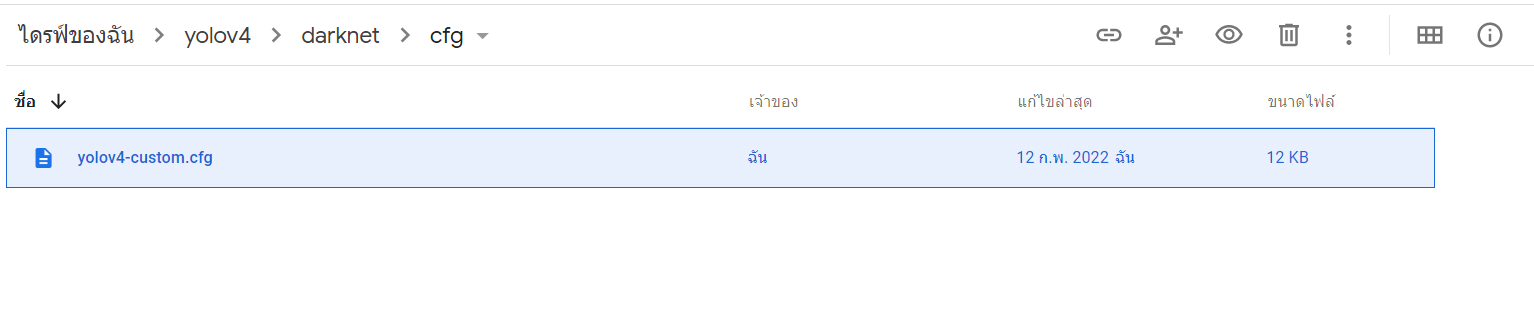 ไดรฟ์ของฉัน yolov4 darknet cfg
ชื่อ เจ้าของ แก้ไขล่าสุด ขนาดไฟล์
yolov4-custom.cfg ฉัน 12 ก.พ. 2022 ฉัน 12 KB